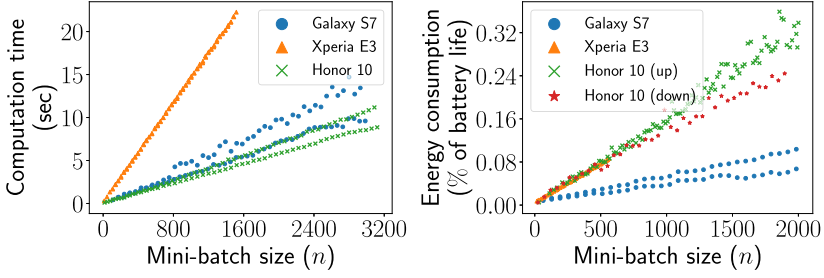 Computation time
(sec)
20
15
10
5
0
Galaxy S7
Xperia E3
Honor 10
0
800
1600
2400
3200
Mini-batch size (n)
Energy consumption
(% of battery life)
0.32
0.24
0.16
0.08
0.00
Galaxy S7
Xperia E3
Honor 10 (up)
Honor 10 (down)
0
500
1000
1500
2000
Mini-batch size (n)